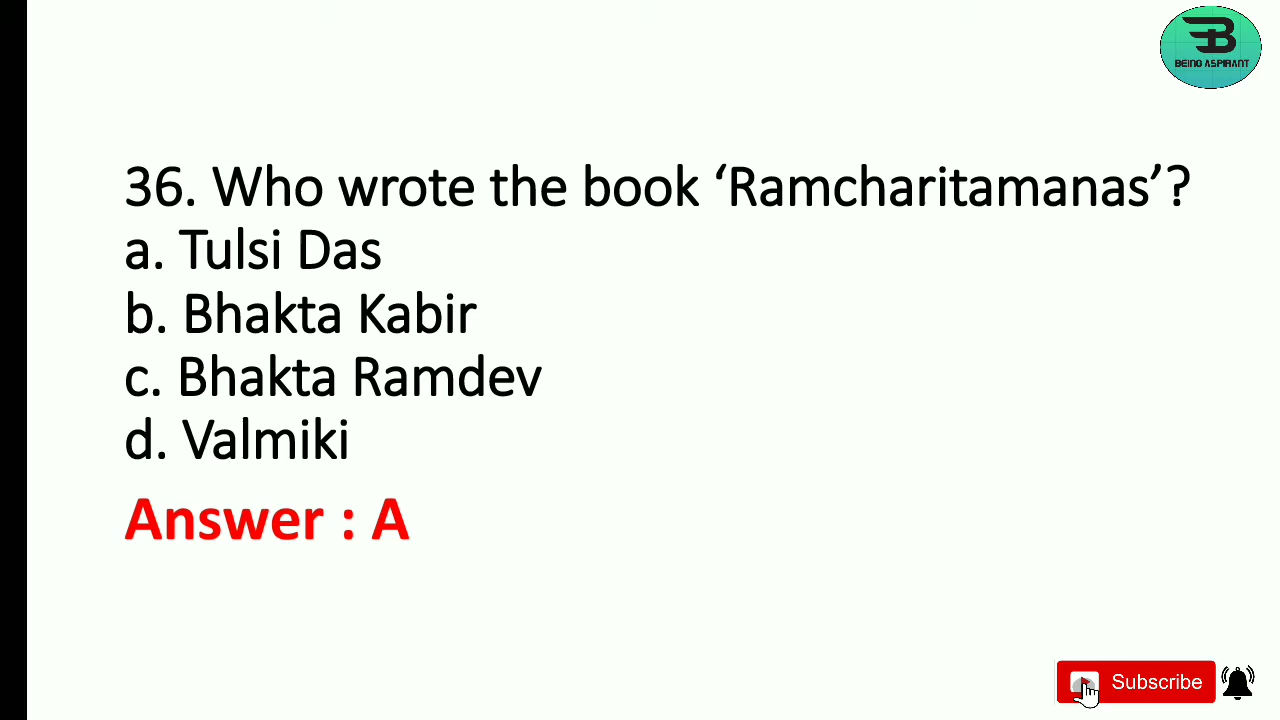 BEING ASPIRANT
36. Who wrote the book ‘Ramcharitamanas’?
a. Tulsi Das
b. Bhakta Kabir
c. Bhakta Ramdev
d. Valmiki
Answer : A
Subscribe